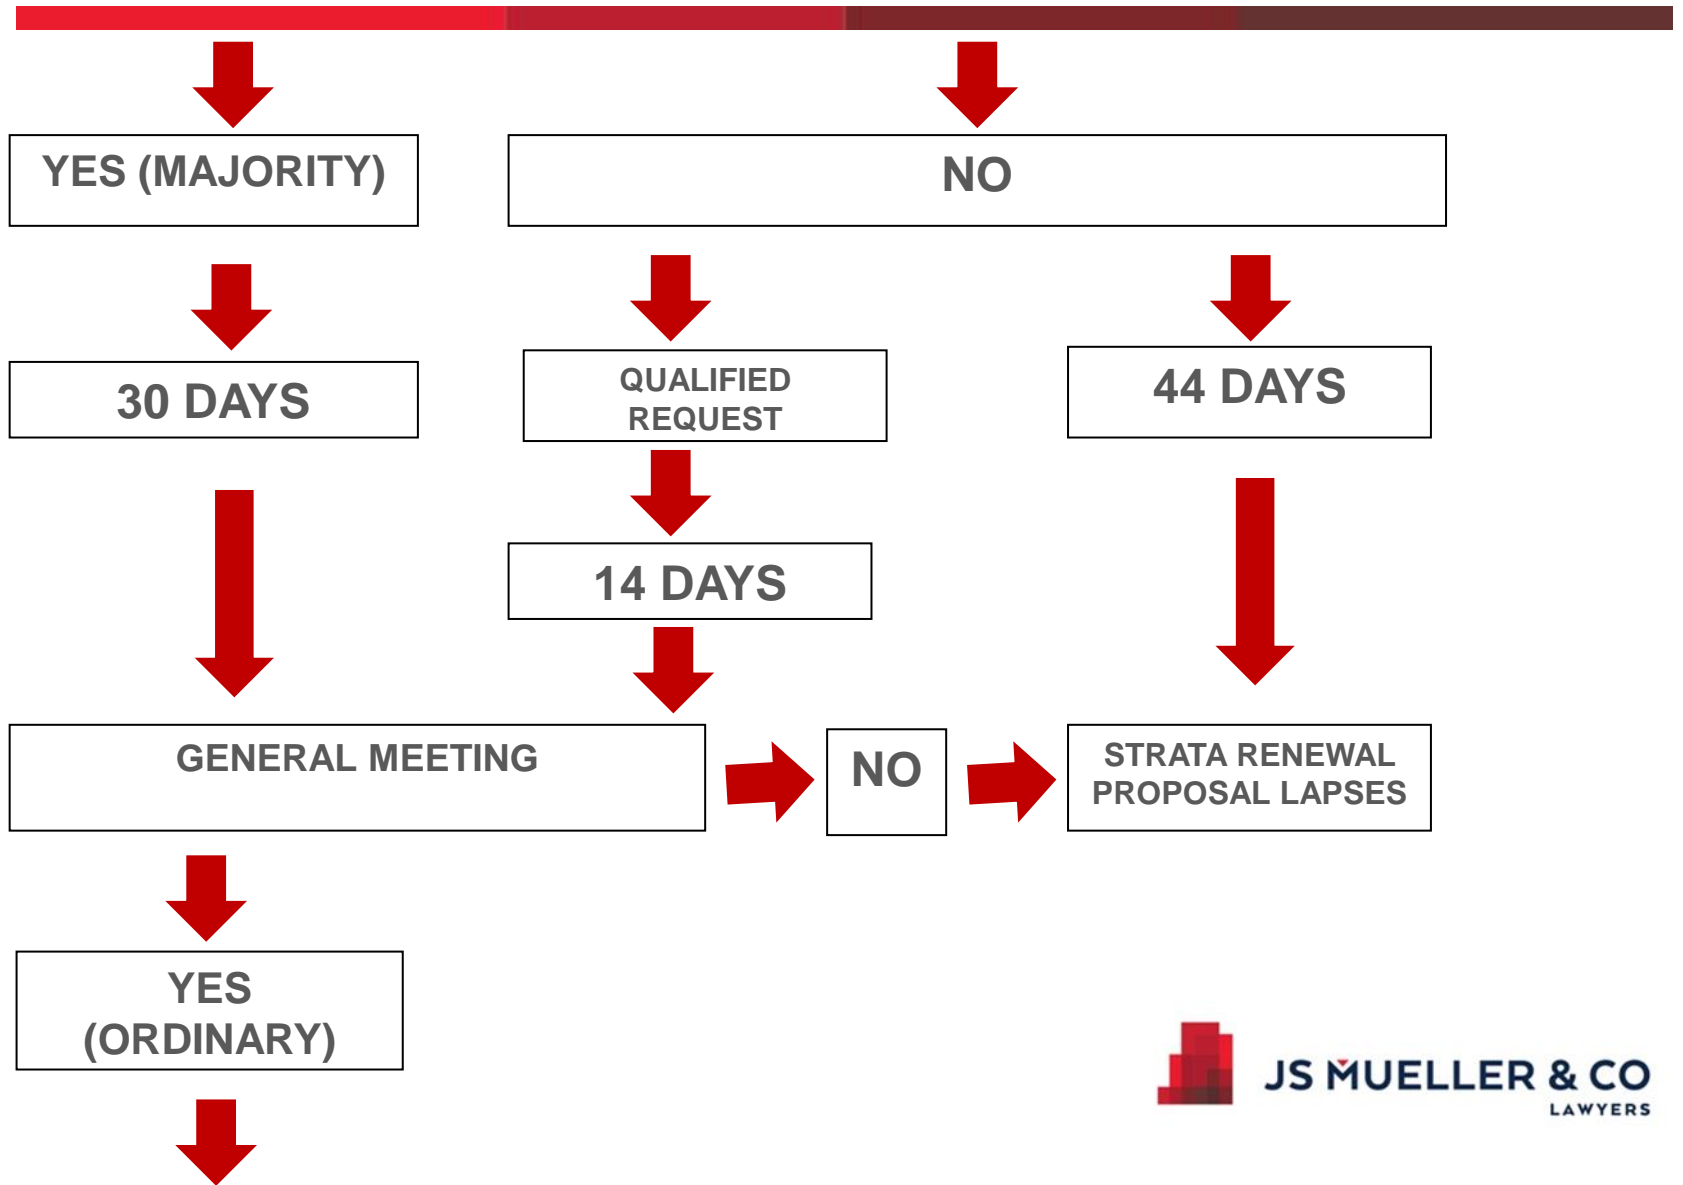 YES (MAJORITY)
NO
30 DAYS
QUALIFIED
REQUEST
44 DAYS
14 DAYS
GENERAL MEETING
NO
STRATA RENEWAL
PROPOSAL LAPSES
YES
(ORDINARY)
JS MUELLER & CO
LAWYERS